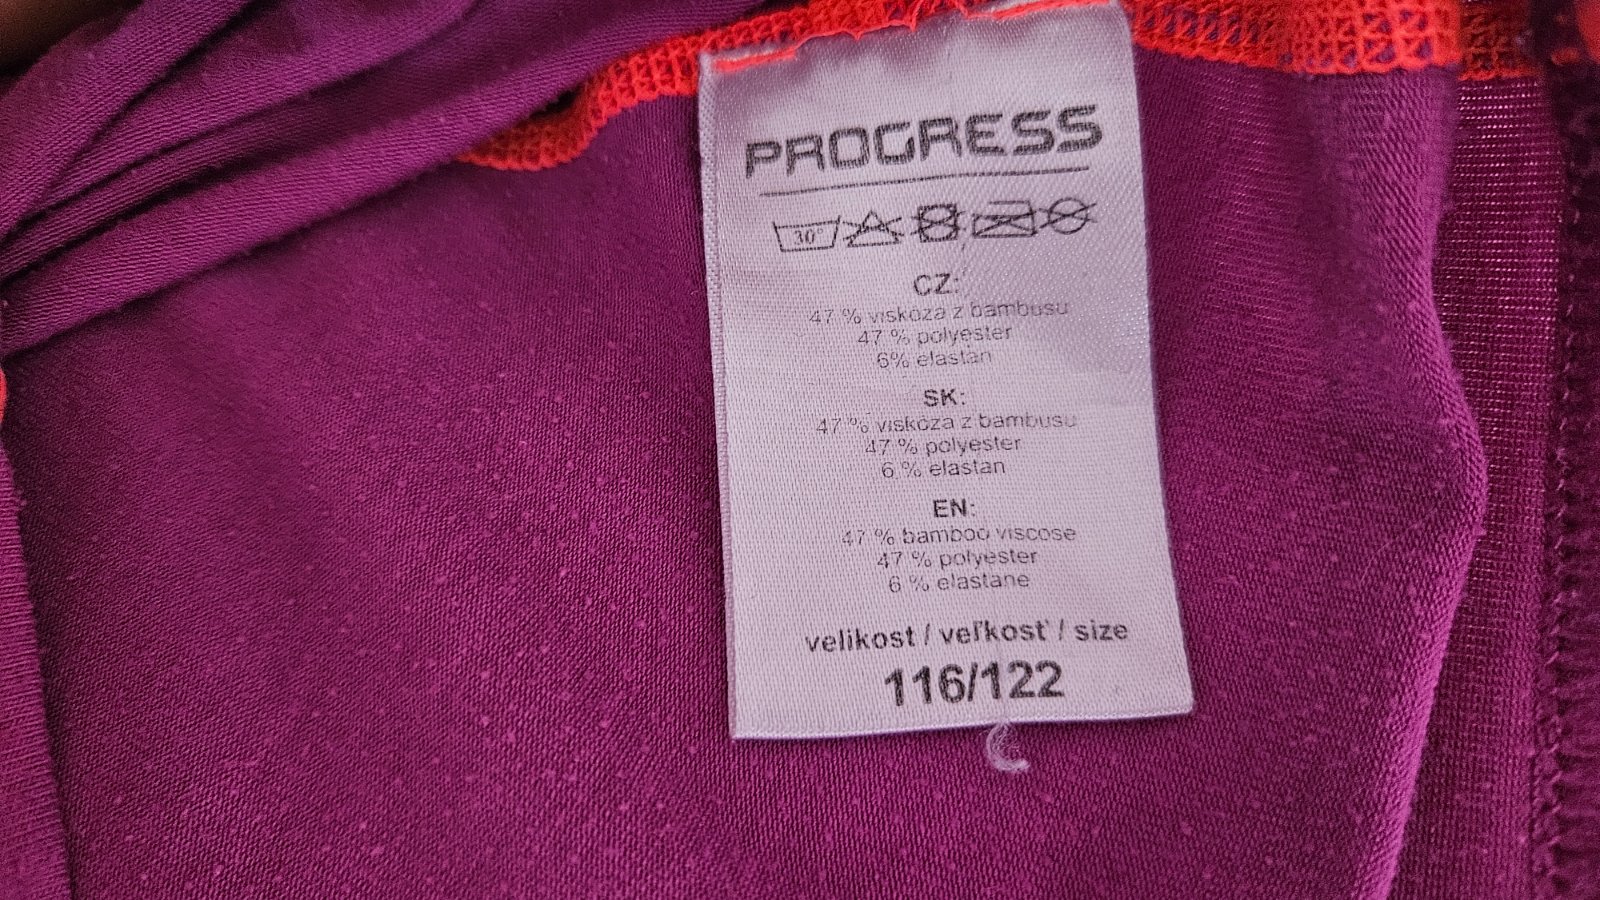 PROGRESS
30°
CZ:
47 % viskóza z bambusu
47 % polyester
6% elastan
SK:
47 % viskóza z bambusu
47 % polyester
6 % elastan
EN:
47 % bamboo viscose
47 % polyester
6 % elastane
velikost / veľkosť / size
116/122